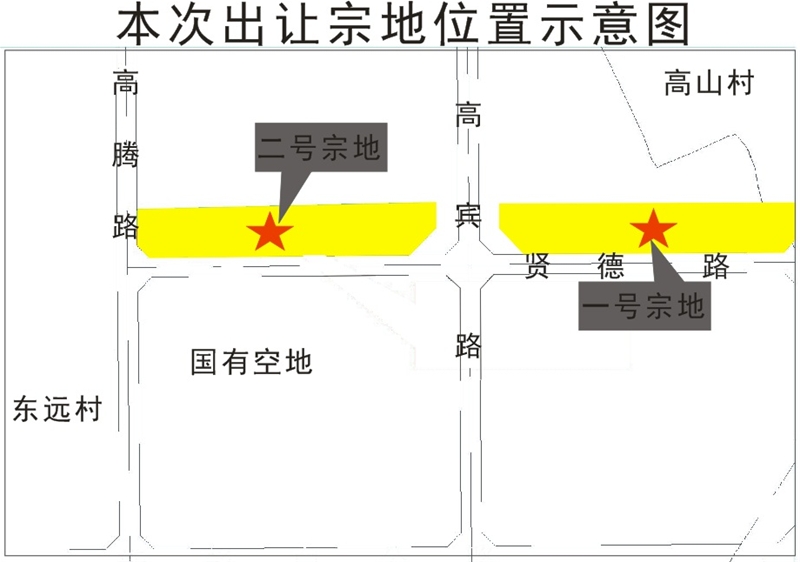 本次出让宗地位置示意图
高腾路
高宾路
高山村
二号宗地
贤德路
一号宗地
国有空地
东远村